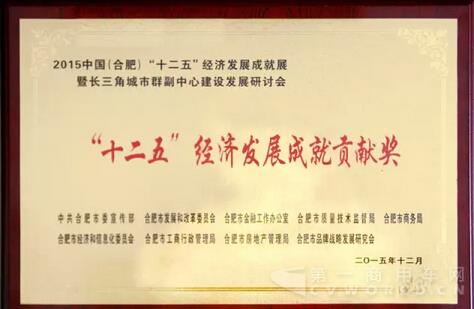 2015中国(合肥)“十二五”经济发展成就展
暨长三角城市群副中心建设发展研讨会
“十二五”经济发展成就贡献奖
中共合肥市委宣传部 合肥市发展和改革委员会 合肥市金融工作办公室 合肥市质量技术监督局 合肥市商务局
合肥市经济和信息化委员会 合肥市工商行政管理局 合肥市房地产管理局 合肥市品牌战略发展研究会
二〇一五年十二月
第一商用车网
CVWORLD.CN